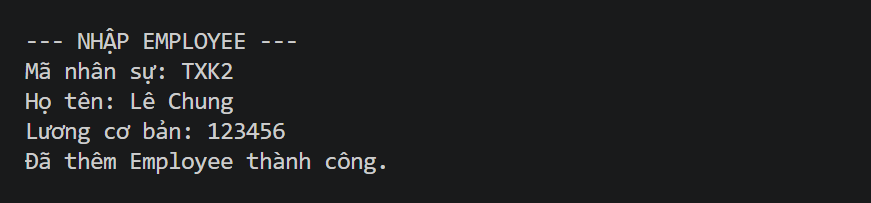 --- NHẬP EMPLOYEE ---
Mã nhân sự: TXK2
Họ tên: Lê Chung
Lương cơ bản: 123456
Đã thêm Employee thành công.